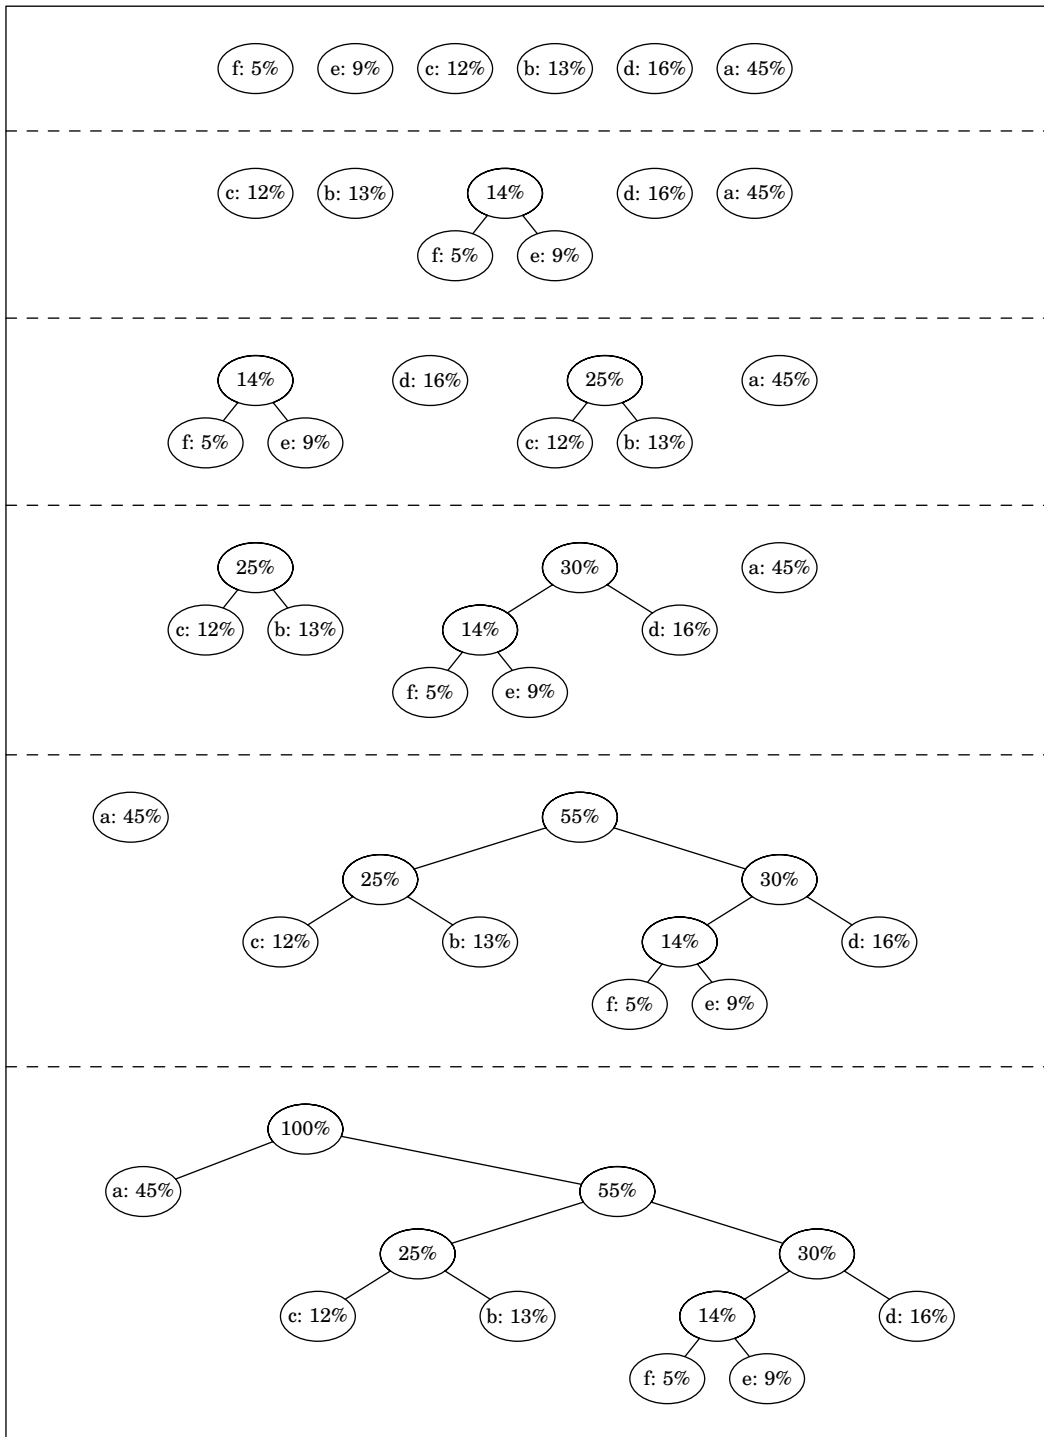 f: 5% e: 9% c: 12% b: 13% d: 16% a: 45%
c: 12% b: 13% 14% d: 16% a: 45%
f: 5% e: 9%
14% d: 16% 25% a: 45%
f: 5% e: 9% c: 12% b: 13%
25% 30% a: 45%
c: 12% b: 13% 14% d: 16%
f: 5% e: 9%
a: 45% 55%
25% 30%
c: 12% b: 13% 14% d: 16%
f: 5% e: 9%
100%
a: 45% 55%
25% 30%
c: 12% b: 13% 14% d: 16%
f: 5% e: 9%